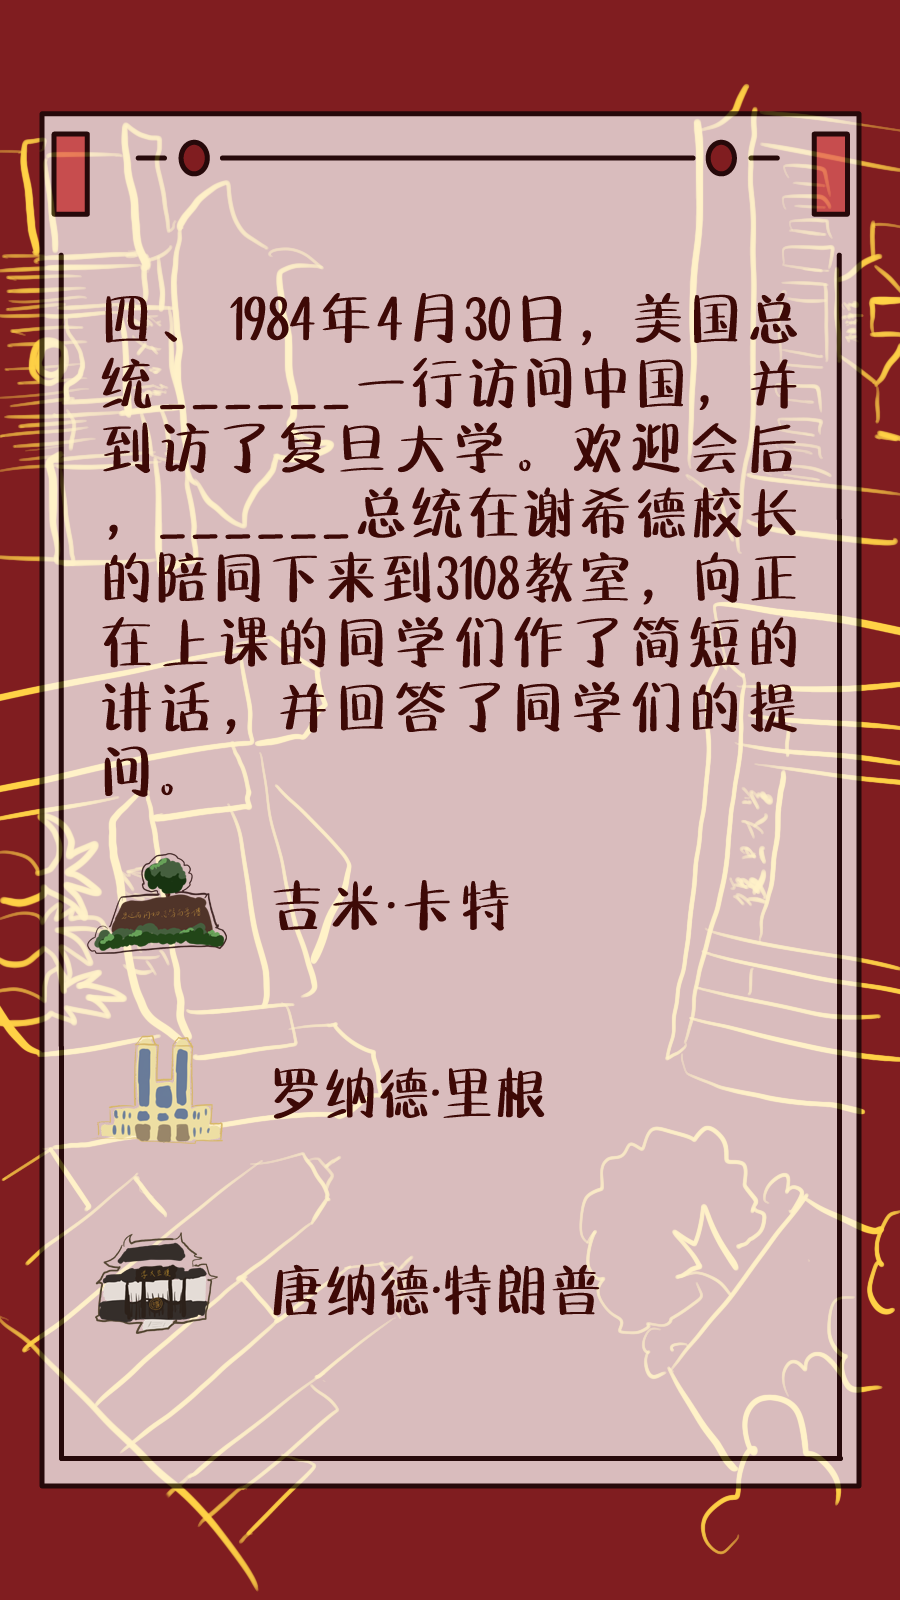 四、 1984年4月30日，美国总
统______一行访问中国，并
到访了复旦大学。欢迎会后
，______总统在谢希德校长
的陪同下来到3108教室，向正
在上课的同学们作了简短的
讲话，并回答了同学们的提
问。
復旦大学
吉米·卡特
罗纳德·里根
唐纳德·特朗普